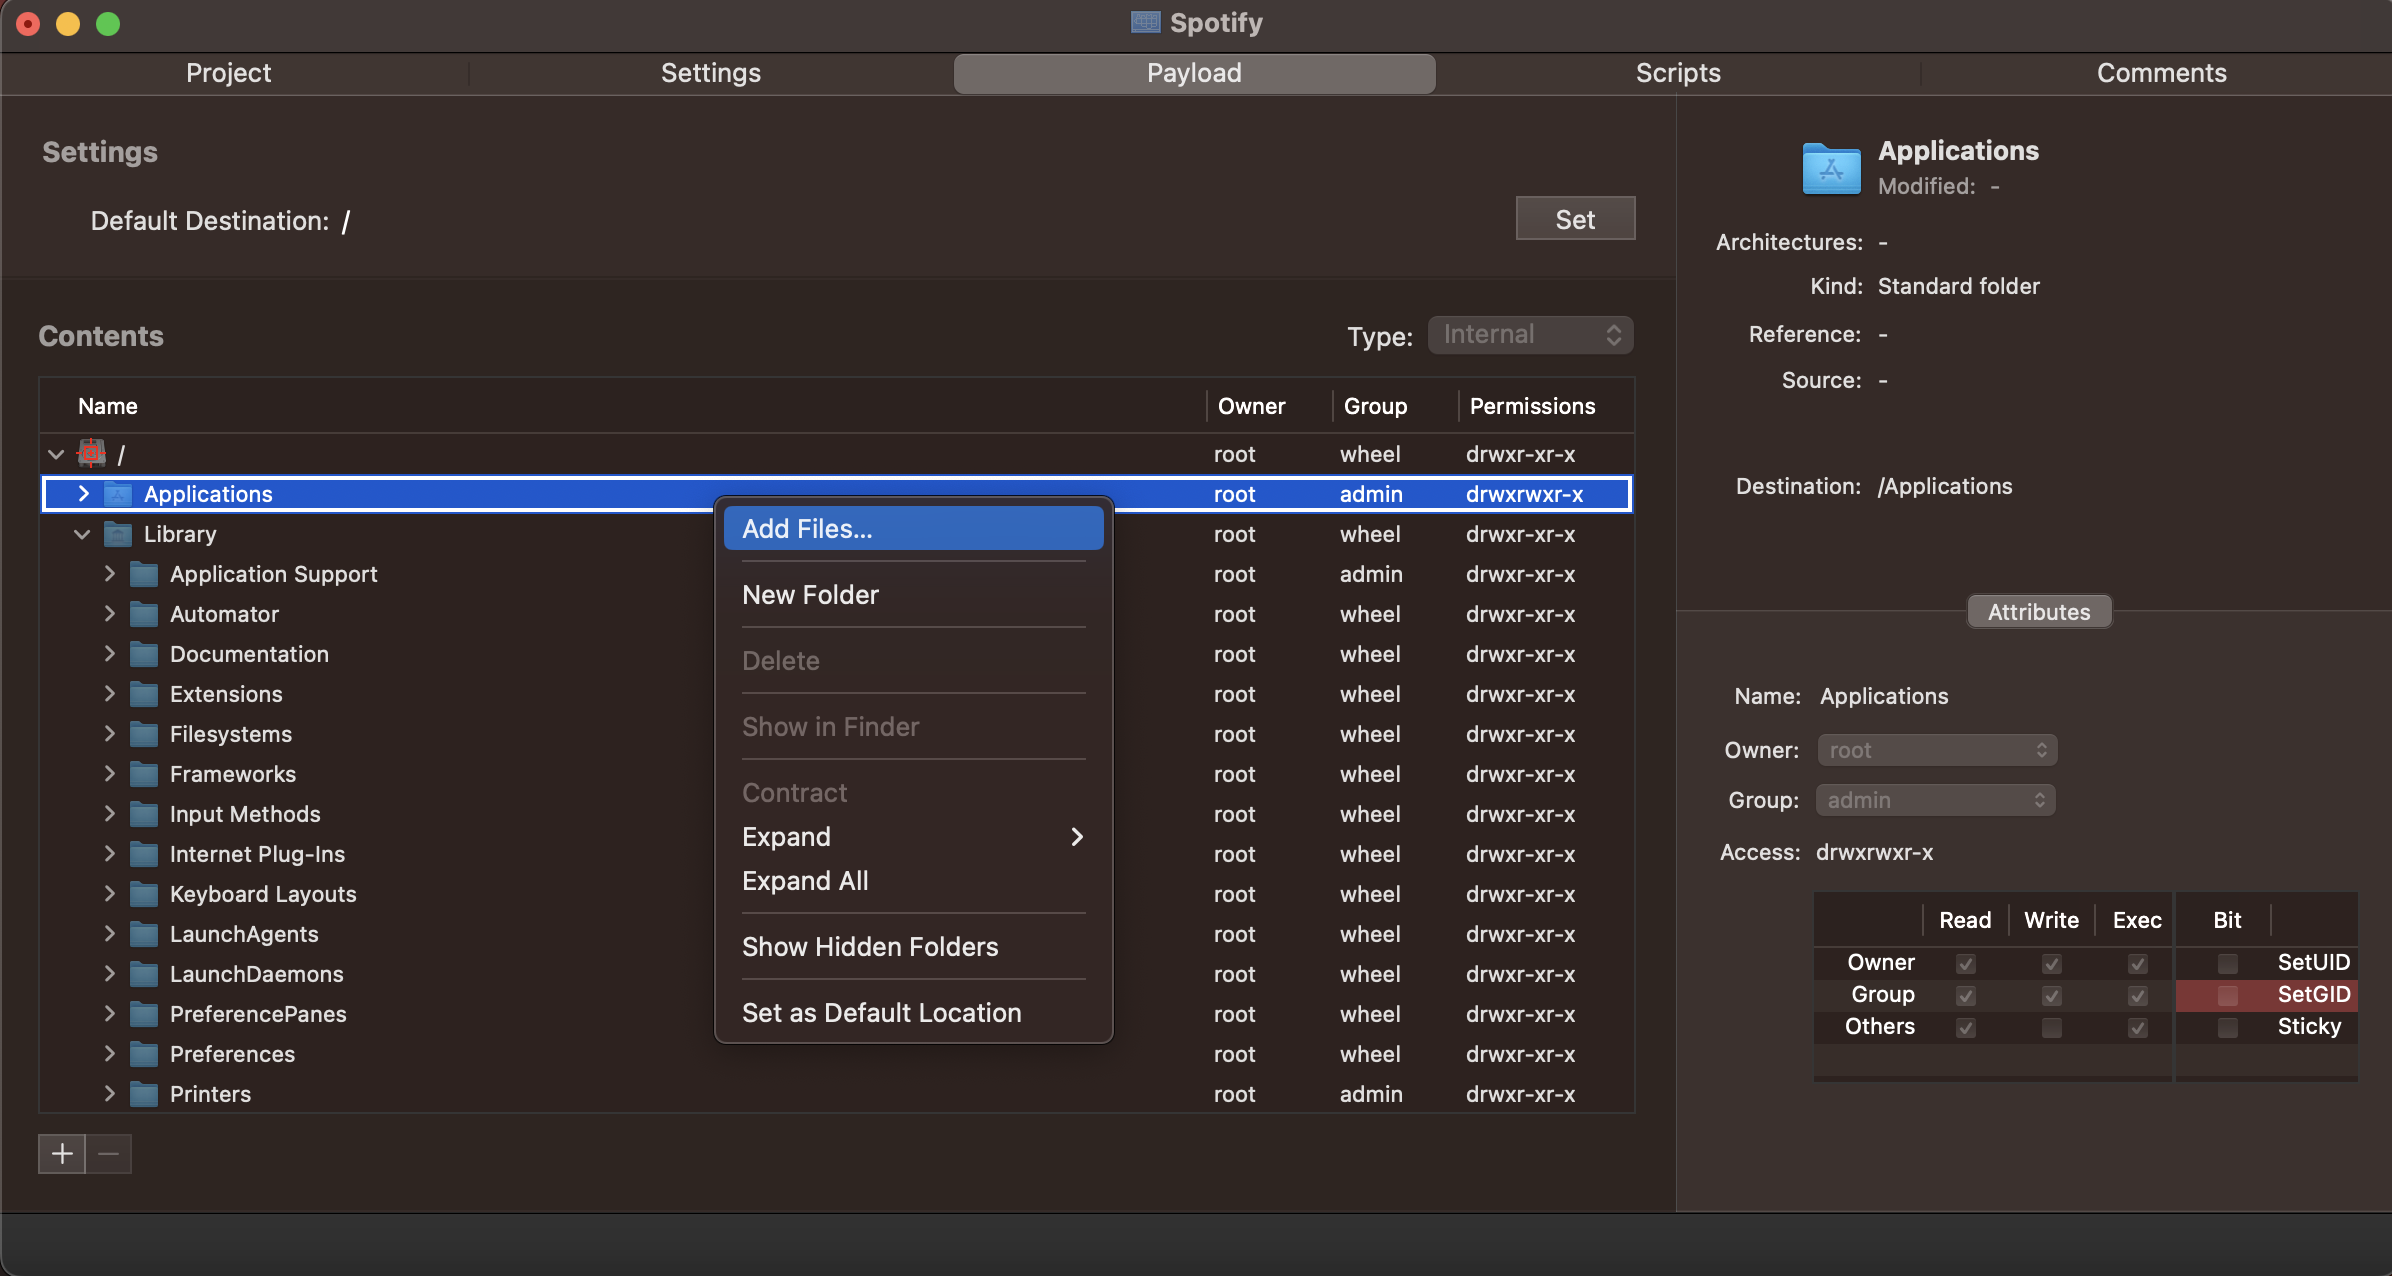 Spotify
Project Settings Payload Scripts Comments
Settings
Default Destination: /
Set
Contents
Type: Internal
Name Owner Group Permissions
/ root wheel drwxr-xr-x
Applications root admin drwxrwxr-x
Library root wheel drwxr-xr-x
Application Support root admin drwxr-xr-x
Automator root wheel drwxr-xr-x
Documentation root wheel drwxr-xr-x
Extensions root wheel drwxr-xr-x
Filesystems root wheel drwxr-xr-x
Frameworks root wheel drwxr-xr-x
Input Methods root wheel drwxr-xr-x
Internet Plug-Ins root wheel drwxr-xr-x
Keyboard Layouts root wheel drwxr-xr-x
LaunchAgents root wheel drwxr-xr-x
LaunchDaemons root wheel drwxr-xr-x
PreferencePanes root wheel drwxr-xr-x
Preferences root wheel drwxr-xr-x
Printers root admin drwxr-xr-x
Add Files...
New Folder
Delete
Show in Finder
Contract
Expand
Expand All
Show Hidden Folders
Set as Default Location
Applications
Modified: -
Architectures: -
Kind: Standard folder
Reference: -
Source: -
Destination: /Applications
Attributes
Name: Applications
Owner: root
Group: admin
Access: drwxrwxr-x
Read Write Exec Bit
Owner SetUID
Group SetGID
Others Sticky